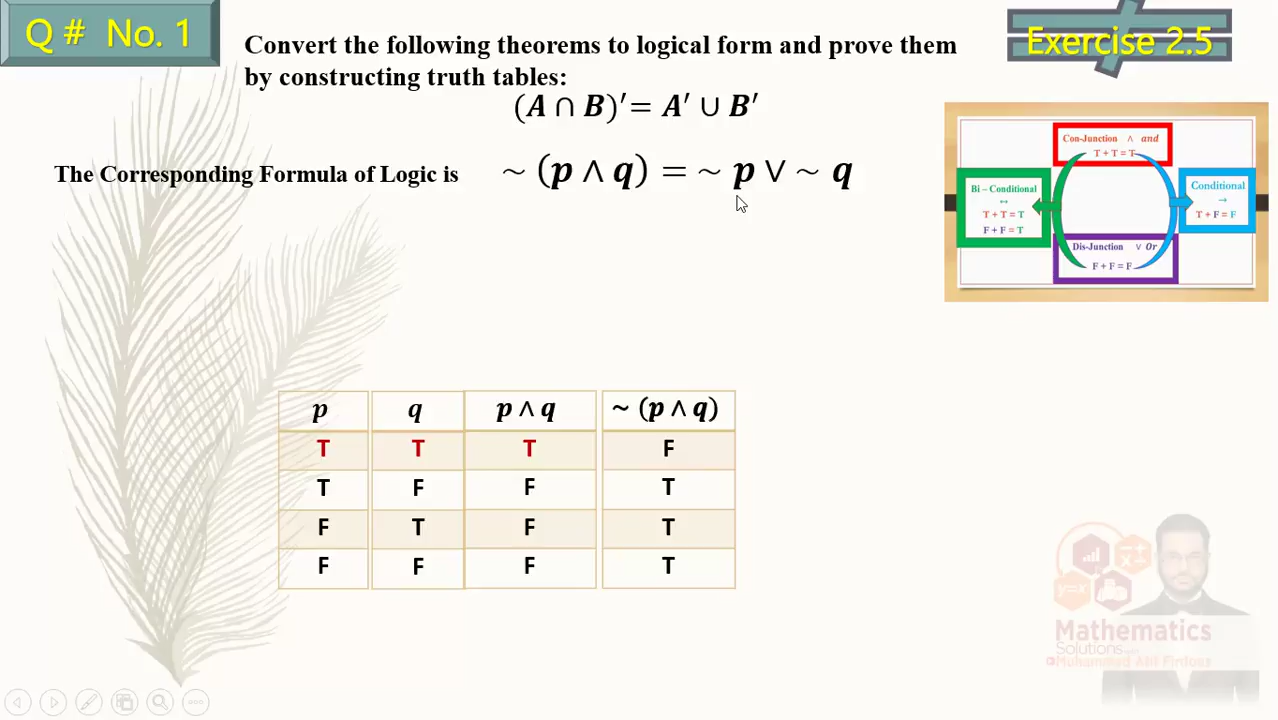 Q # No. 1
Convert the following theorems to logical form and prove them
by constructing truth tables:
Exercise 2.5
(A ∩ B)′= A′ ∪ B′
The Corresponding Formula of Logic is ~ (p ∧ q) = ~ p ∨ ~ q
Con-Junction ∧ and
T + T = T
Bi – Conditional
↔
T + T = T
F + F = T
Conditional
→
T + F = F
Dis-Junction ∨ Or
F + F = F
p q p ∧ q ~ (p ∧ q)
T T T F
T F F T
F T F T
F F F T
y=x
Mathematics
Solutions
Muhammad Abi Firdous